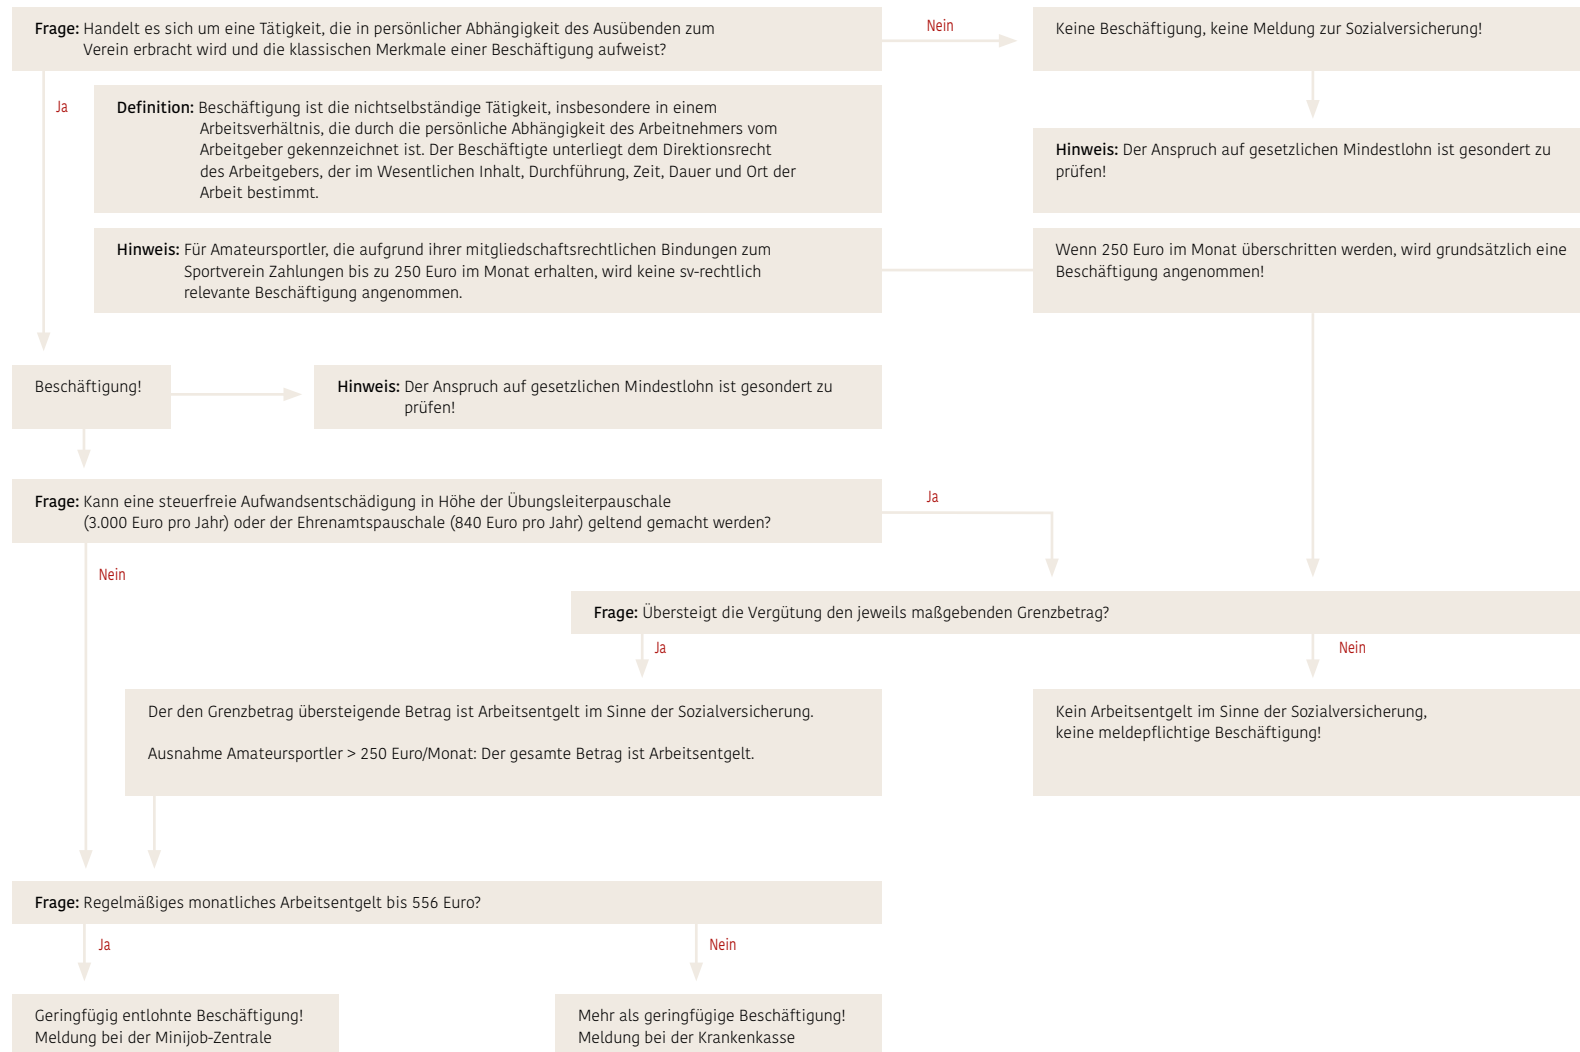 Frage: Handelt es sich um eine Tätigkeit, die in persönlicher Abhängigkeit des Ausübenden zum
Verein erbracht wird und die klassischen Merkmale einer Beschäftigung aufweist?
Nein
Keine Beschäftigung, keine Meldung zur Sozialversicherung!
Ja
Definition: Beschäftigung ist die nichtselbständige Tätigkeit, insbesondere in einem
Arbeitsverhältnis, die durch die persönliche Abhängigkeit des Arbeitnehmers vom
Arbeitgeber gekennzeichnet ist. Der Beschäftigte unterliegt dem Direktionsrecht
des Arbeitgebers, der im Wesentlichen Inhalt, Durchführung, Zeit, Dauer und Ort der
Arbeit bestimmt.
Hinweis: Der Anspruch auf gesetzlichen Mindestlohn ist gesondert zu
prüfen!
Hinweis: Für Amateursportler, die aufgrund ihrer mitgliedschaftsrechtlichen Bindungen zum
Sportverein Zahlungen bis zu 250 Euro im Monat erhalten, wird keine sv-rechtlich
relevante Beschäftigung angenommen.
Wenn 250 Euro im Monat überschritten werden, wird grundsätzlich eine
Beschäftigung angenommen!
Beschäftigung!
Hinweis: Der Anspruch auf gesetzlichen Mindestlohn ist gesondert zu
prüfen!
Frage: Kann eine steuerfreie Aufwandsentschädigung in Höhe der Übungsleiterpauschale
(3.000 Euro pro Jahr) oder der Ehrenamtspauschale (840 Euro pro Jahr) geltend gemacht werden?
Ja
Nein
Frage: Übersteigt die Vergütung den jeweils maßgebenden Grenzbetrag?
Ja
Nein
Der den Grenzbetrag übersteigende Betrag ist Arbeitsentgelt im Sinne der Sozialversicherung.
Ausnahme Amateursportler > 250 Euro/Monat: Der gesamte Betrag ist Arbeitsentgelt.
Kein Arbeitsentgelt im Sinne der Sozialversicherung,
keine meldepflichtige Beschäftigung!
Frage: Regelmäßiges monatliches Arbeitsentgelt bis 556 Euro?
Ja
Nein
Geringfügig entlohnte Beschäftigung!
Meldung bei der Minijob-Zentrale
Mehr als geringfügige Beschäftigung!
Meldung bei der Krankenkasse